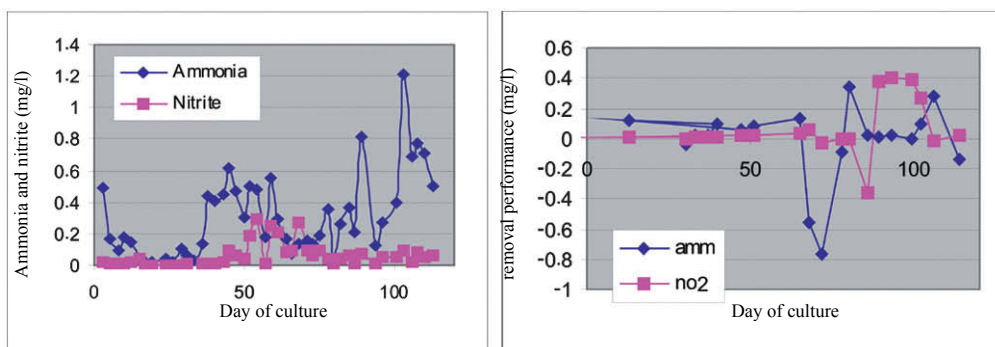 Ammonia and nitrite (mg/l)
1.4
1.2
1
0.8
0.6
0.4
0.2
0
Ammonia
Nitrite
0
50
100
Day of culture
removal performance (mg/l)
0.6
0.4
0.2
0
-0.2
-0.4
-0.6
-0.8
-1
0
50
100
amm
no2
Day of culture